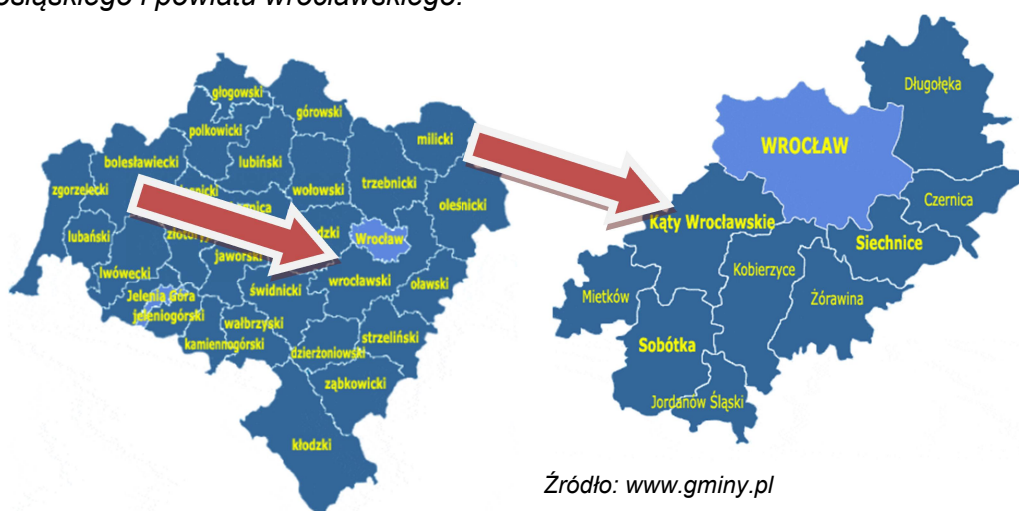 ośląskiego i powiatu wrocławskiego.
głogowski
górowski
polkowicki
milicki
bolesławiecki
lubiński
trzebnicki
zgorzelecki
wołowski
oleśnicki
lubański
Wrocław
jaworski
lwówecki
wrocławski
oławski
świdnicki
Jelenia Góra
jeleniogórski
wałbrzyski
strzeliński
kamiennogórski
dzierżoniowski
ząbkowicki
kłodzki
Długołęka
WROCŁAW
Czernica
Kąty Wrocławskie
Siechnice
Kobierzyce
Mietków
Żórawina
Sobótka
Jordanów Śląski
Źródło: www.gminy.pl